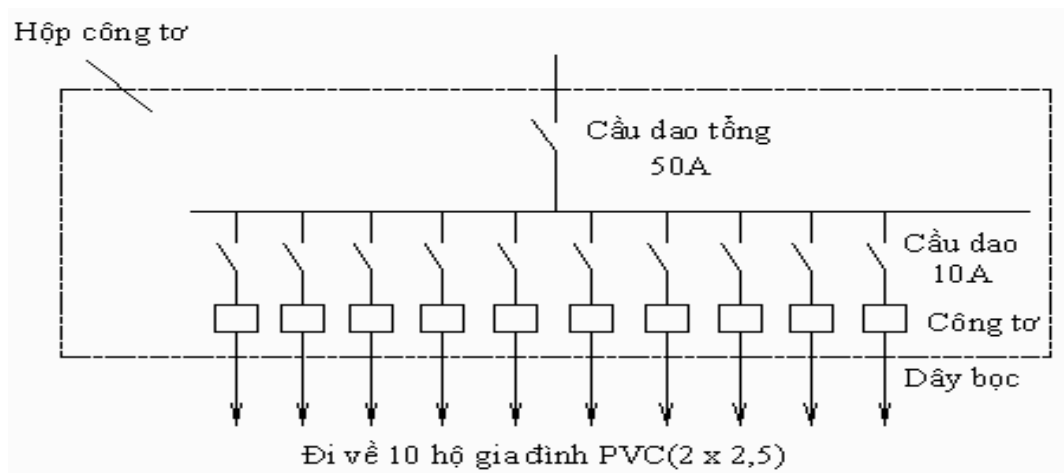 Hộp công tơ
Cầu dao tổng
50A
Cầu dao
10A
Công tơ
Dây bọc
Đi về 10 hộ gia đình PVC(2 x 2,5)